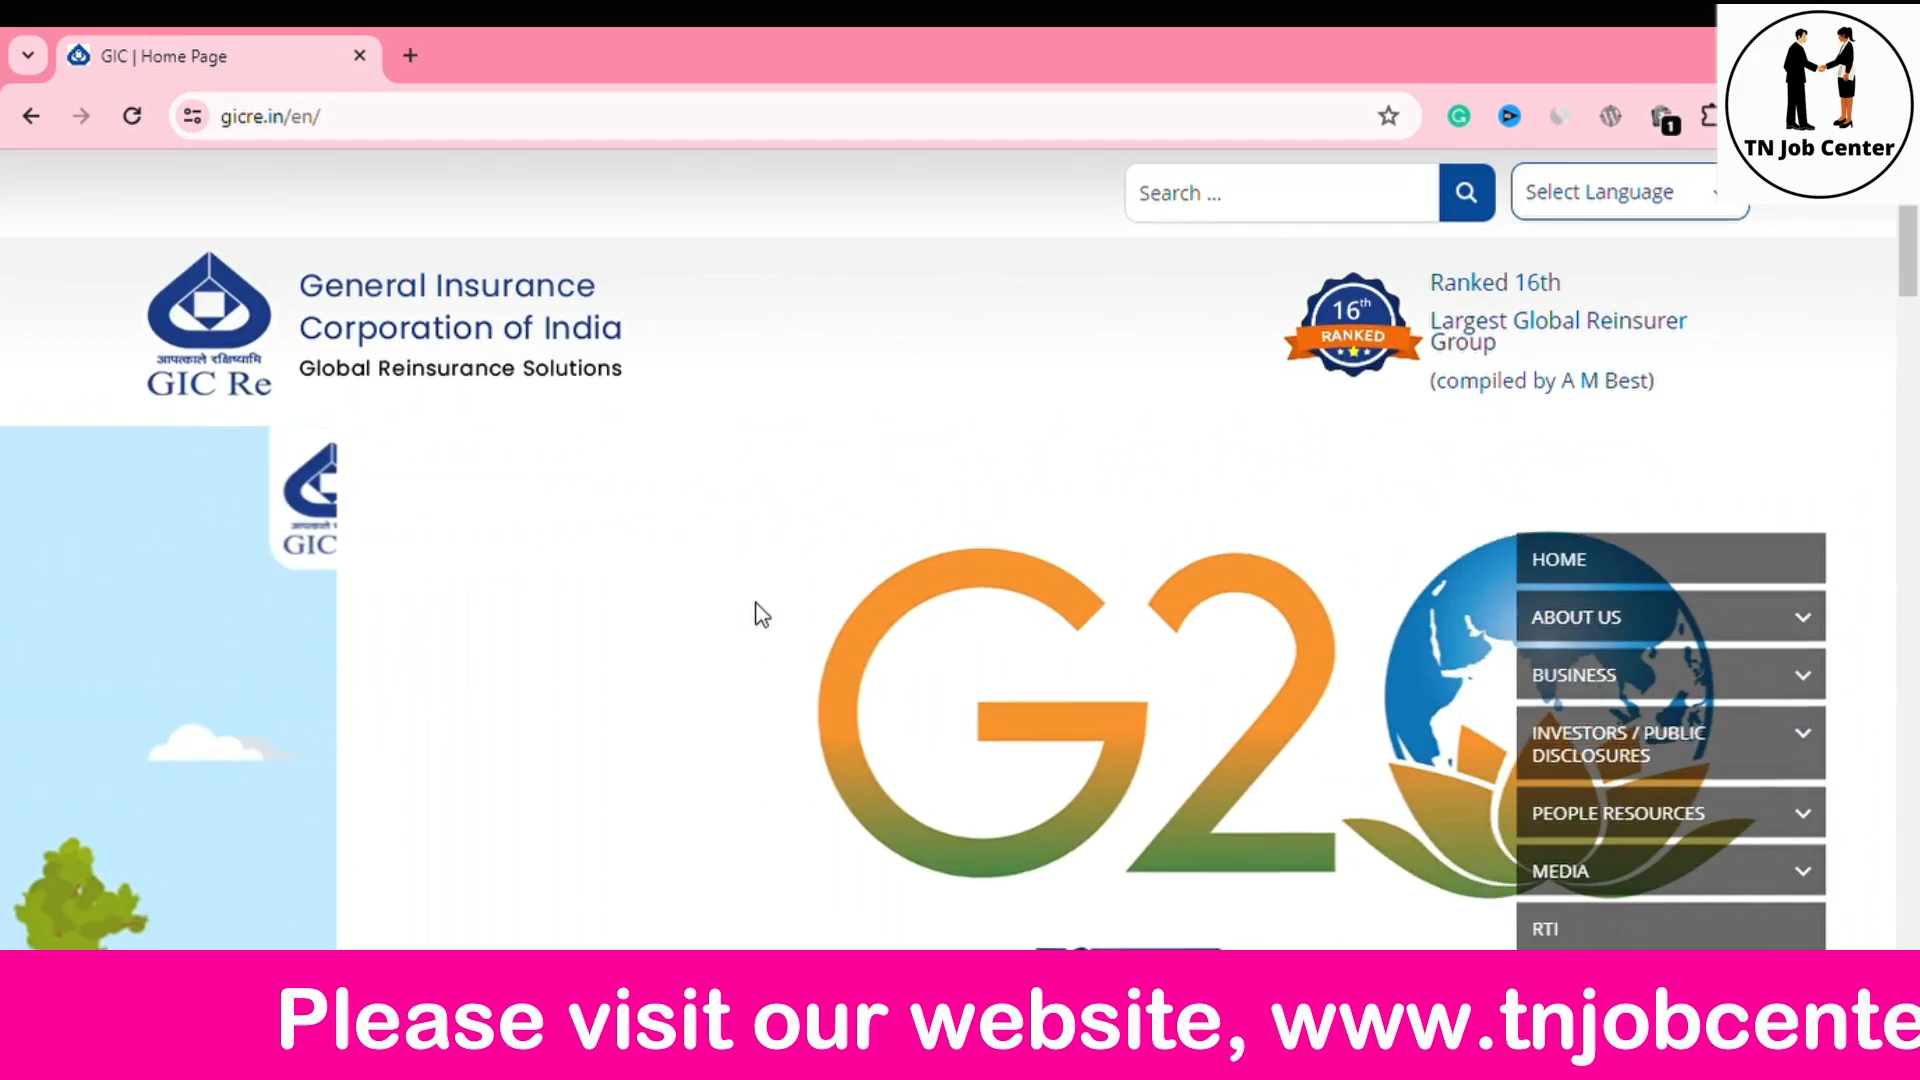 GIC | Home Page
gicre.in/en/
1
TN Job Center
Search ...
Select Language
आपत्काले रक्षिष्यामि
GIC Re
General Insurance
Corporation of India
Global Reinsurance Solutions
16th
RANKED
Ranked 16th
Largest Global Reinsurer
Group
(compiled by A M Best)
GIC
G20
HOME
ABOUT US
BUSINESS
INVESTORS / PUBLIC
DISCLOSURES
PEOPLE RESOURCES
MEDIA
RTI
Please visit our website, www.tnjobcente